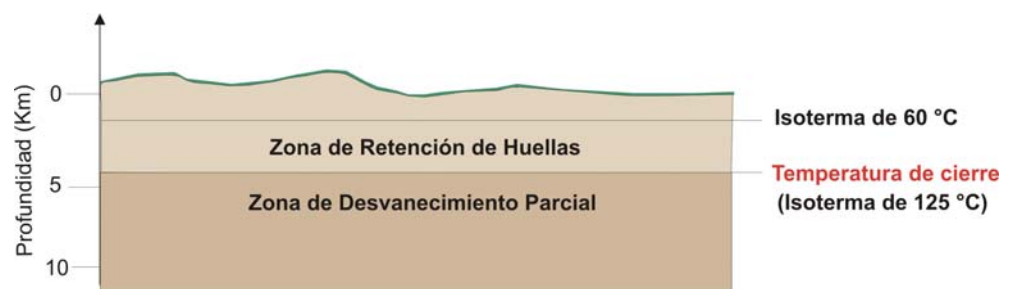 Profundidad (Km)
0
5
10
Isoterma de 60 °C
Zona de Retención de Huellas
Temperatura de cierre
(Isoterma de 125 °C)
Zona de Desvanecimiento Parcial